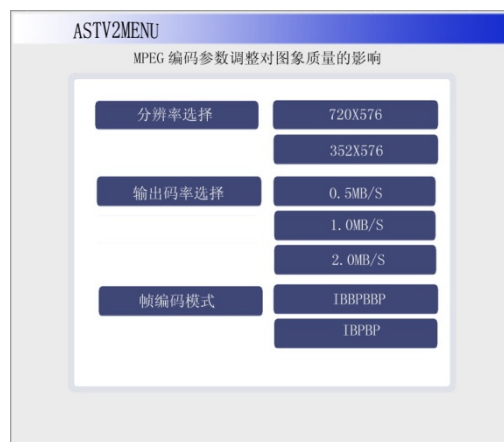 ASTV2MENU
MPEG 编码参数调整对图象质量的影响
分辨率选择
720X576
352X576
输出码率选择
0.5MB/S
1.0MB/S
2.0MB/S
帧编码模式
IBBPBBP
IBPBP